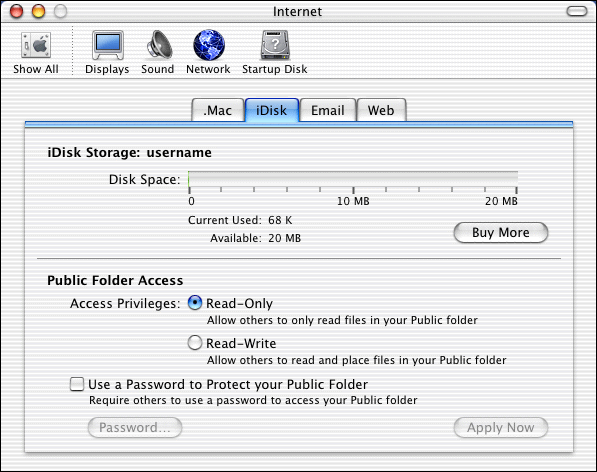 Internet
Show All Displays Sound Network Startup Disk
.Mac iDisk Email Web
iDisk Storage: username
Disk Space:
0 10 MB 20 MB
Current Used: 68 K
Available: 20 MB
Buy More
Public Folder Access
Access Privileges: Read-Only
Allow others to only read files in your Public folder
Read-Write
Allow others to read and place files in your Public folder
Use a Password to Protect your Public Folder
Require others to use a password to access your Public folder
Password... Apply Now